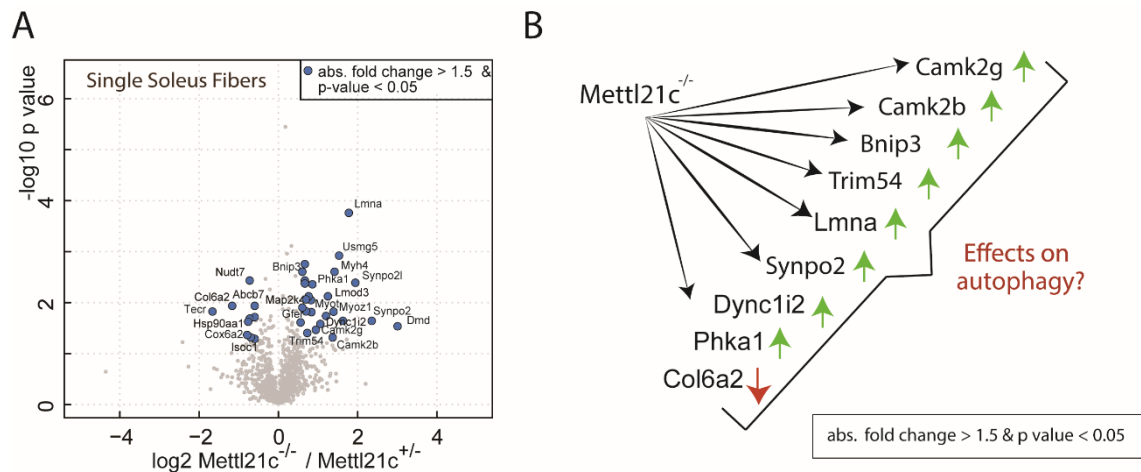 A
Single Soleus Fibers
abs. fold change > 1.5 &
p-value < 0.05
-log10 p value
6
4
2
0
Lmna
Usmg5
Bnip3
Myh4
Nudt7
Phka1
Synpo2l
Col6a2
Abcb7
Map2k4
Lmod3
Tecr
Myot
Myoz1
Synpo2
Gfer
Hsp90aa1
Dync1i2
Dmd
Cox6a2
Camk2g
Isoc1
Trim54
Camk2b
−4
−2
0
2
4
log2 Mettl21c-/- / Mettl21c+/-
B
Mettl21c-/-
Camk2g
Camk2b
Bnip3
Trim54
Lmna
Synpo2
Dync1i2
Phka1
Col6a2
Effects on
autophagy?
abs. fold change > 1.5 & p value < 0.05